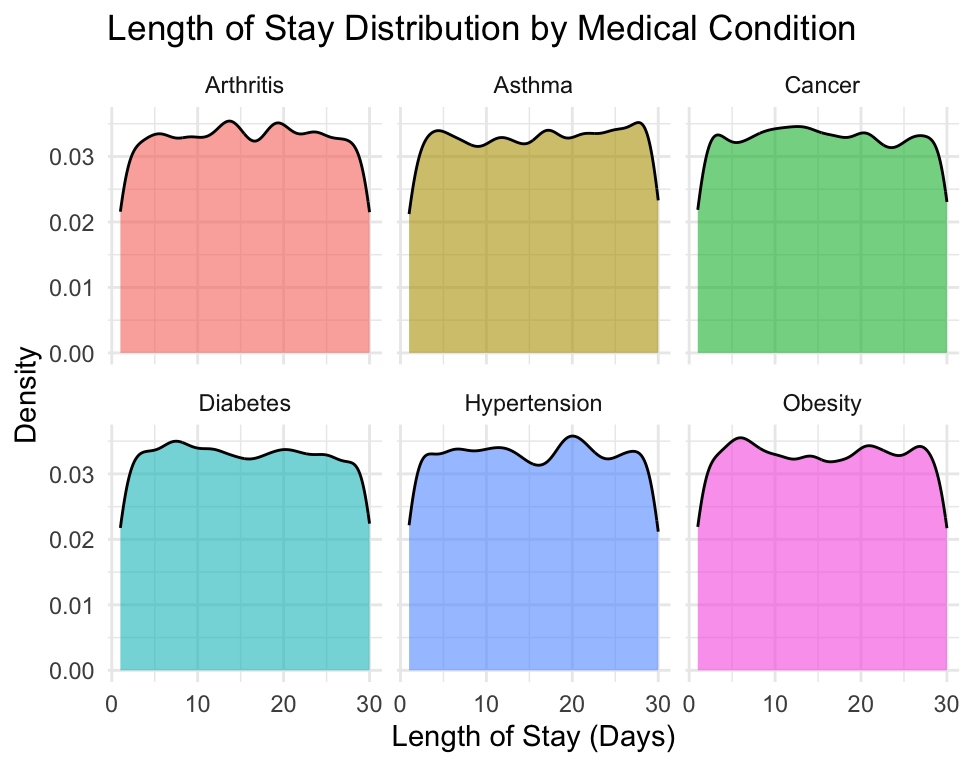 Length of Stay Distribution by Medical Condition
Arthritis Asthma Cancer
0.03
0.02
0.01
0.00
Density
Diabetes Hypertension Obesity
0.03
0.02
0.01
0.00
0 10 20 30 0 10 20 30 0 10 20 30
Length of Stay (Days)